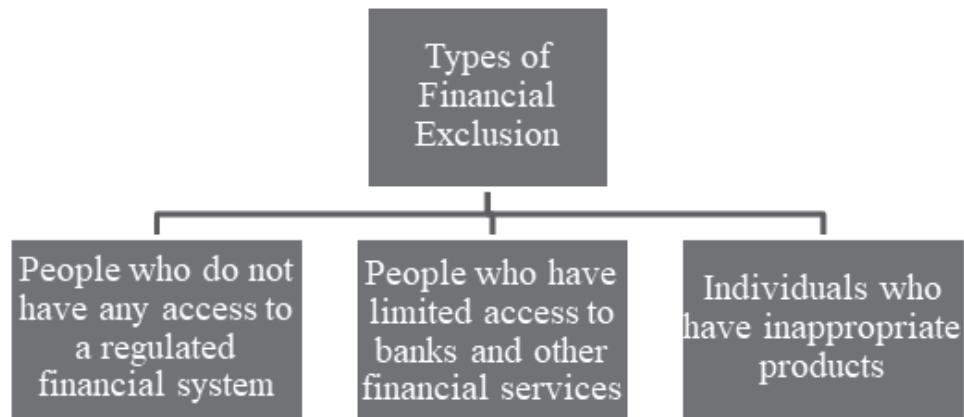 Types of
Financial
Exclusion
People who do not
have any access to
a regulated
financial system
People who have
limited access to
banks and other
financial services
Individuals who
have inappropriate
products